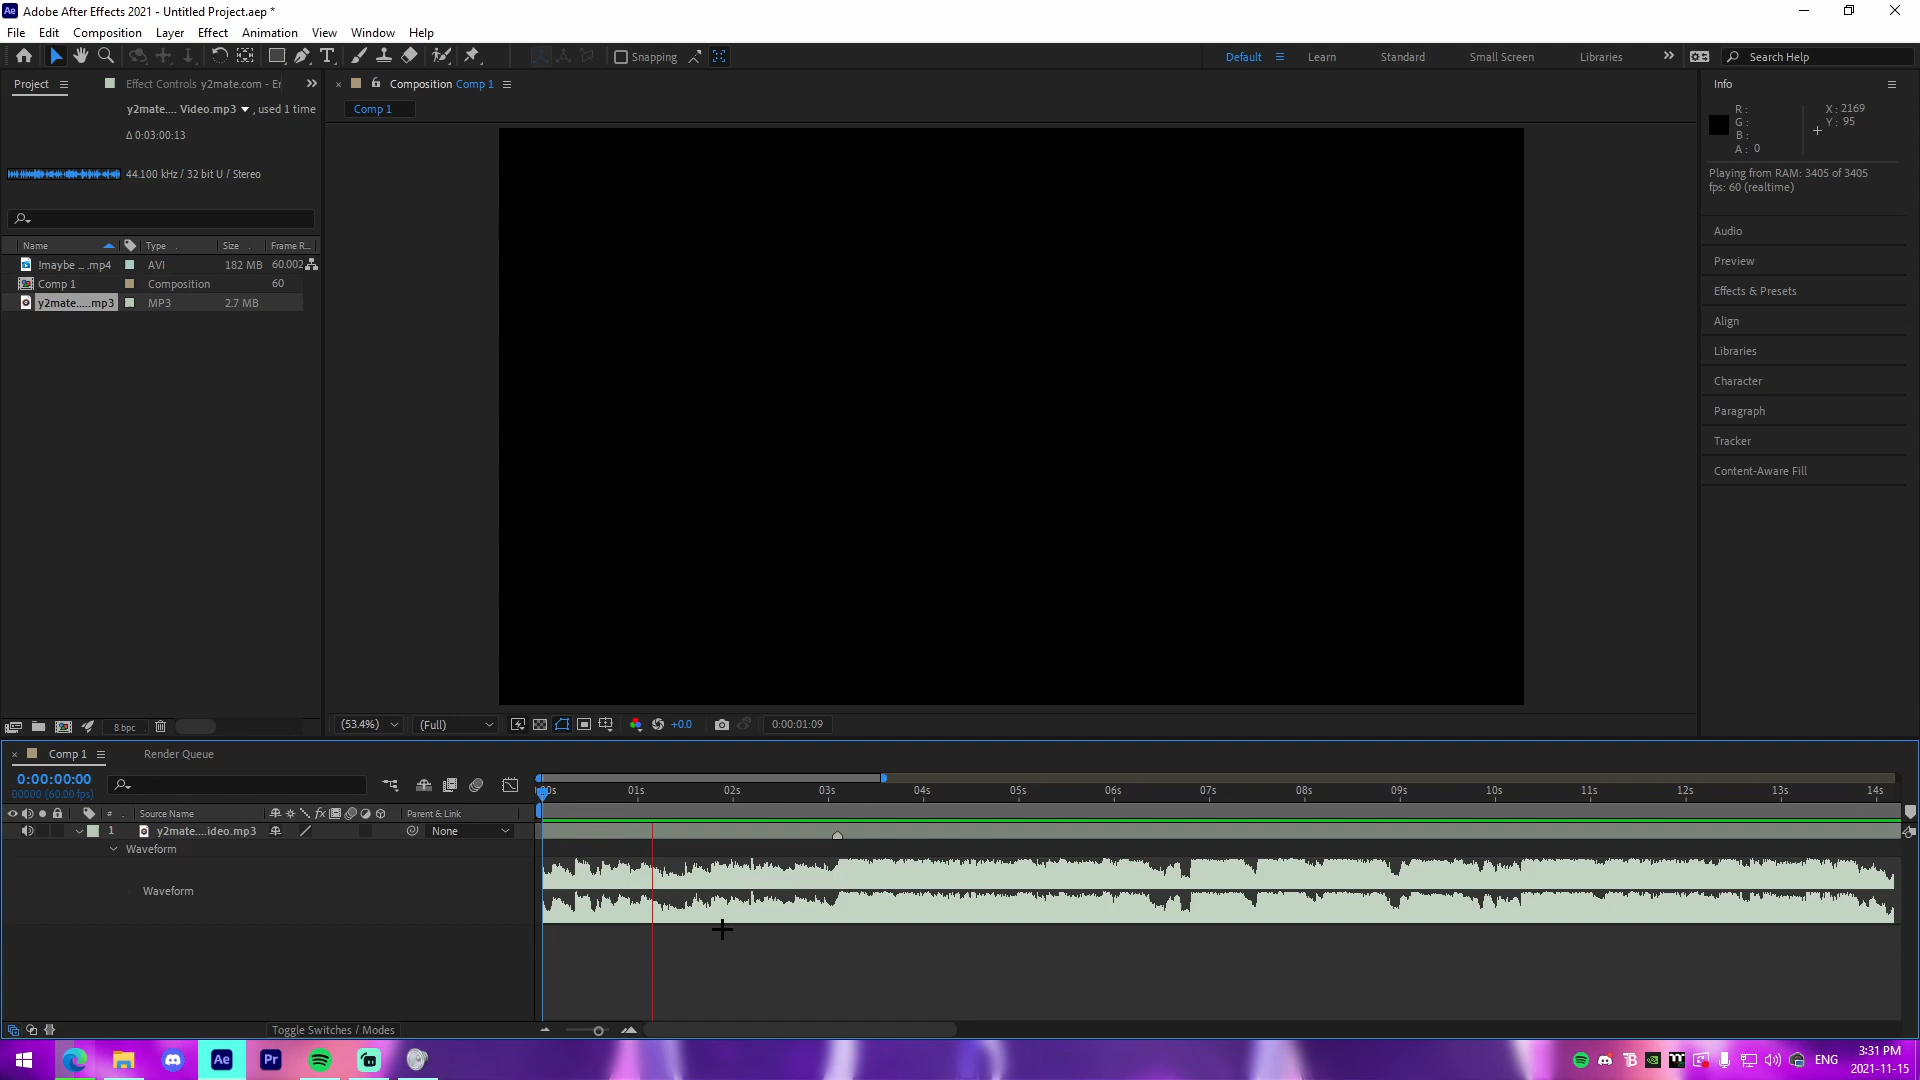 Adobe After Effects 2021 - Untitled Project.aep *
File Edit Composition Layer Effect Animation View Window Help
Snapping
Default Learn Standard Small Screen Libraries Search Help
Project Effect Controls y2mate.com - Er
y2mate.... Video.mp3 , used 1 time
Δ 0:03:00:13
44.100 kHz / 32 bit U / Stereo
Name Type Size Frame R...
!maybe ... .mp4 AVI 182 MB 60.002
Comp 1 Composition 60
y2mate.....mp3 MP3 2.7 MB
8 bpc
Composition Comp 1
Comp 1
(53.4%) (Full) +0.0 0:00:01:09
Info
R :
G :
B :
A : 0
X : 2169
Y : 95
Playing from RAM: 3405 of 3405
fps: 60 (realtime)
Audio
Preview
Effects & Presets
Align
Libraries
Character
Paragraph
Tracker
Content-Aware Fill
Comp 1 Render Queue
0:00:00:00
00000 (60.00 fps)
00s 01s 02s 03s 04s 05s 06s 07s 08s 09s 10s 11s 12s 13s 14s
# Source Name Parent & Link
1 y2mate....ideo.mp3 None
Waveform
Waveform
Toggle Switches / Modes
Ae Pr
ENG
3:31 PM
2021-11-15